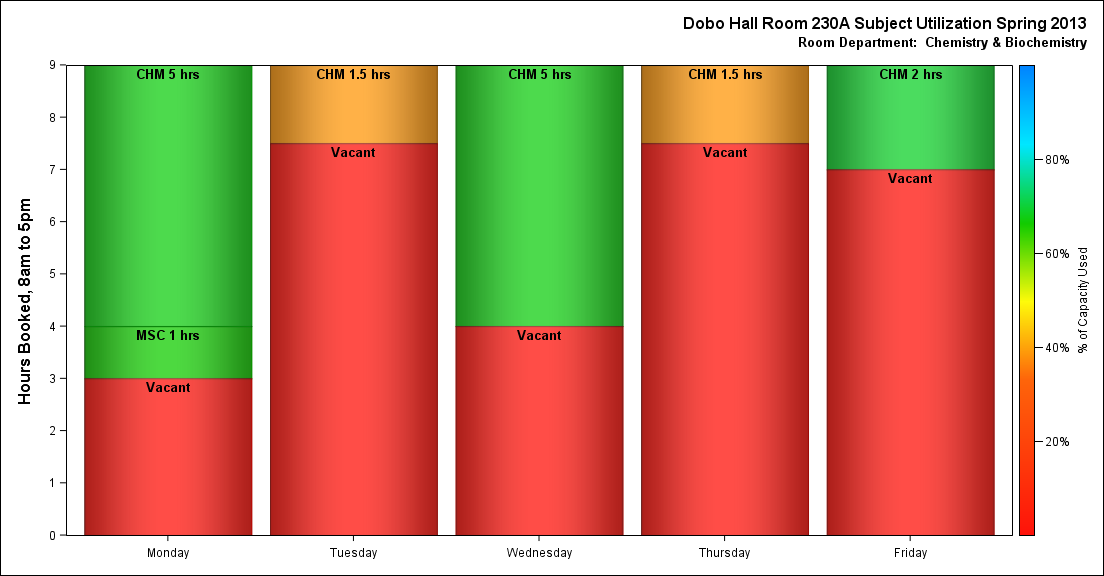 Dobo Hall Room 230A Subject Utilization Spring 2013
Room Department:  Chemistry & Biochemistry
Hours Booked, 8am to 5pm
9
8
7
6
5
4
3
2
1
0
CHM 5 hrs
MSC 1 hrs
Vacant
CHM 1.5 hrs
Vacant
CHM 5 hrs
Vacant
CHM 1.5 hrs
Vacant
CHM 2 hrs
Vacant
Monday
Tuesday
Wednesday
Thursday
Friday
80%
60%
40%
20%
% of Capacity Used